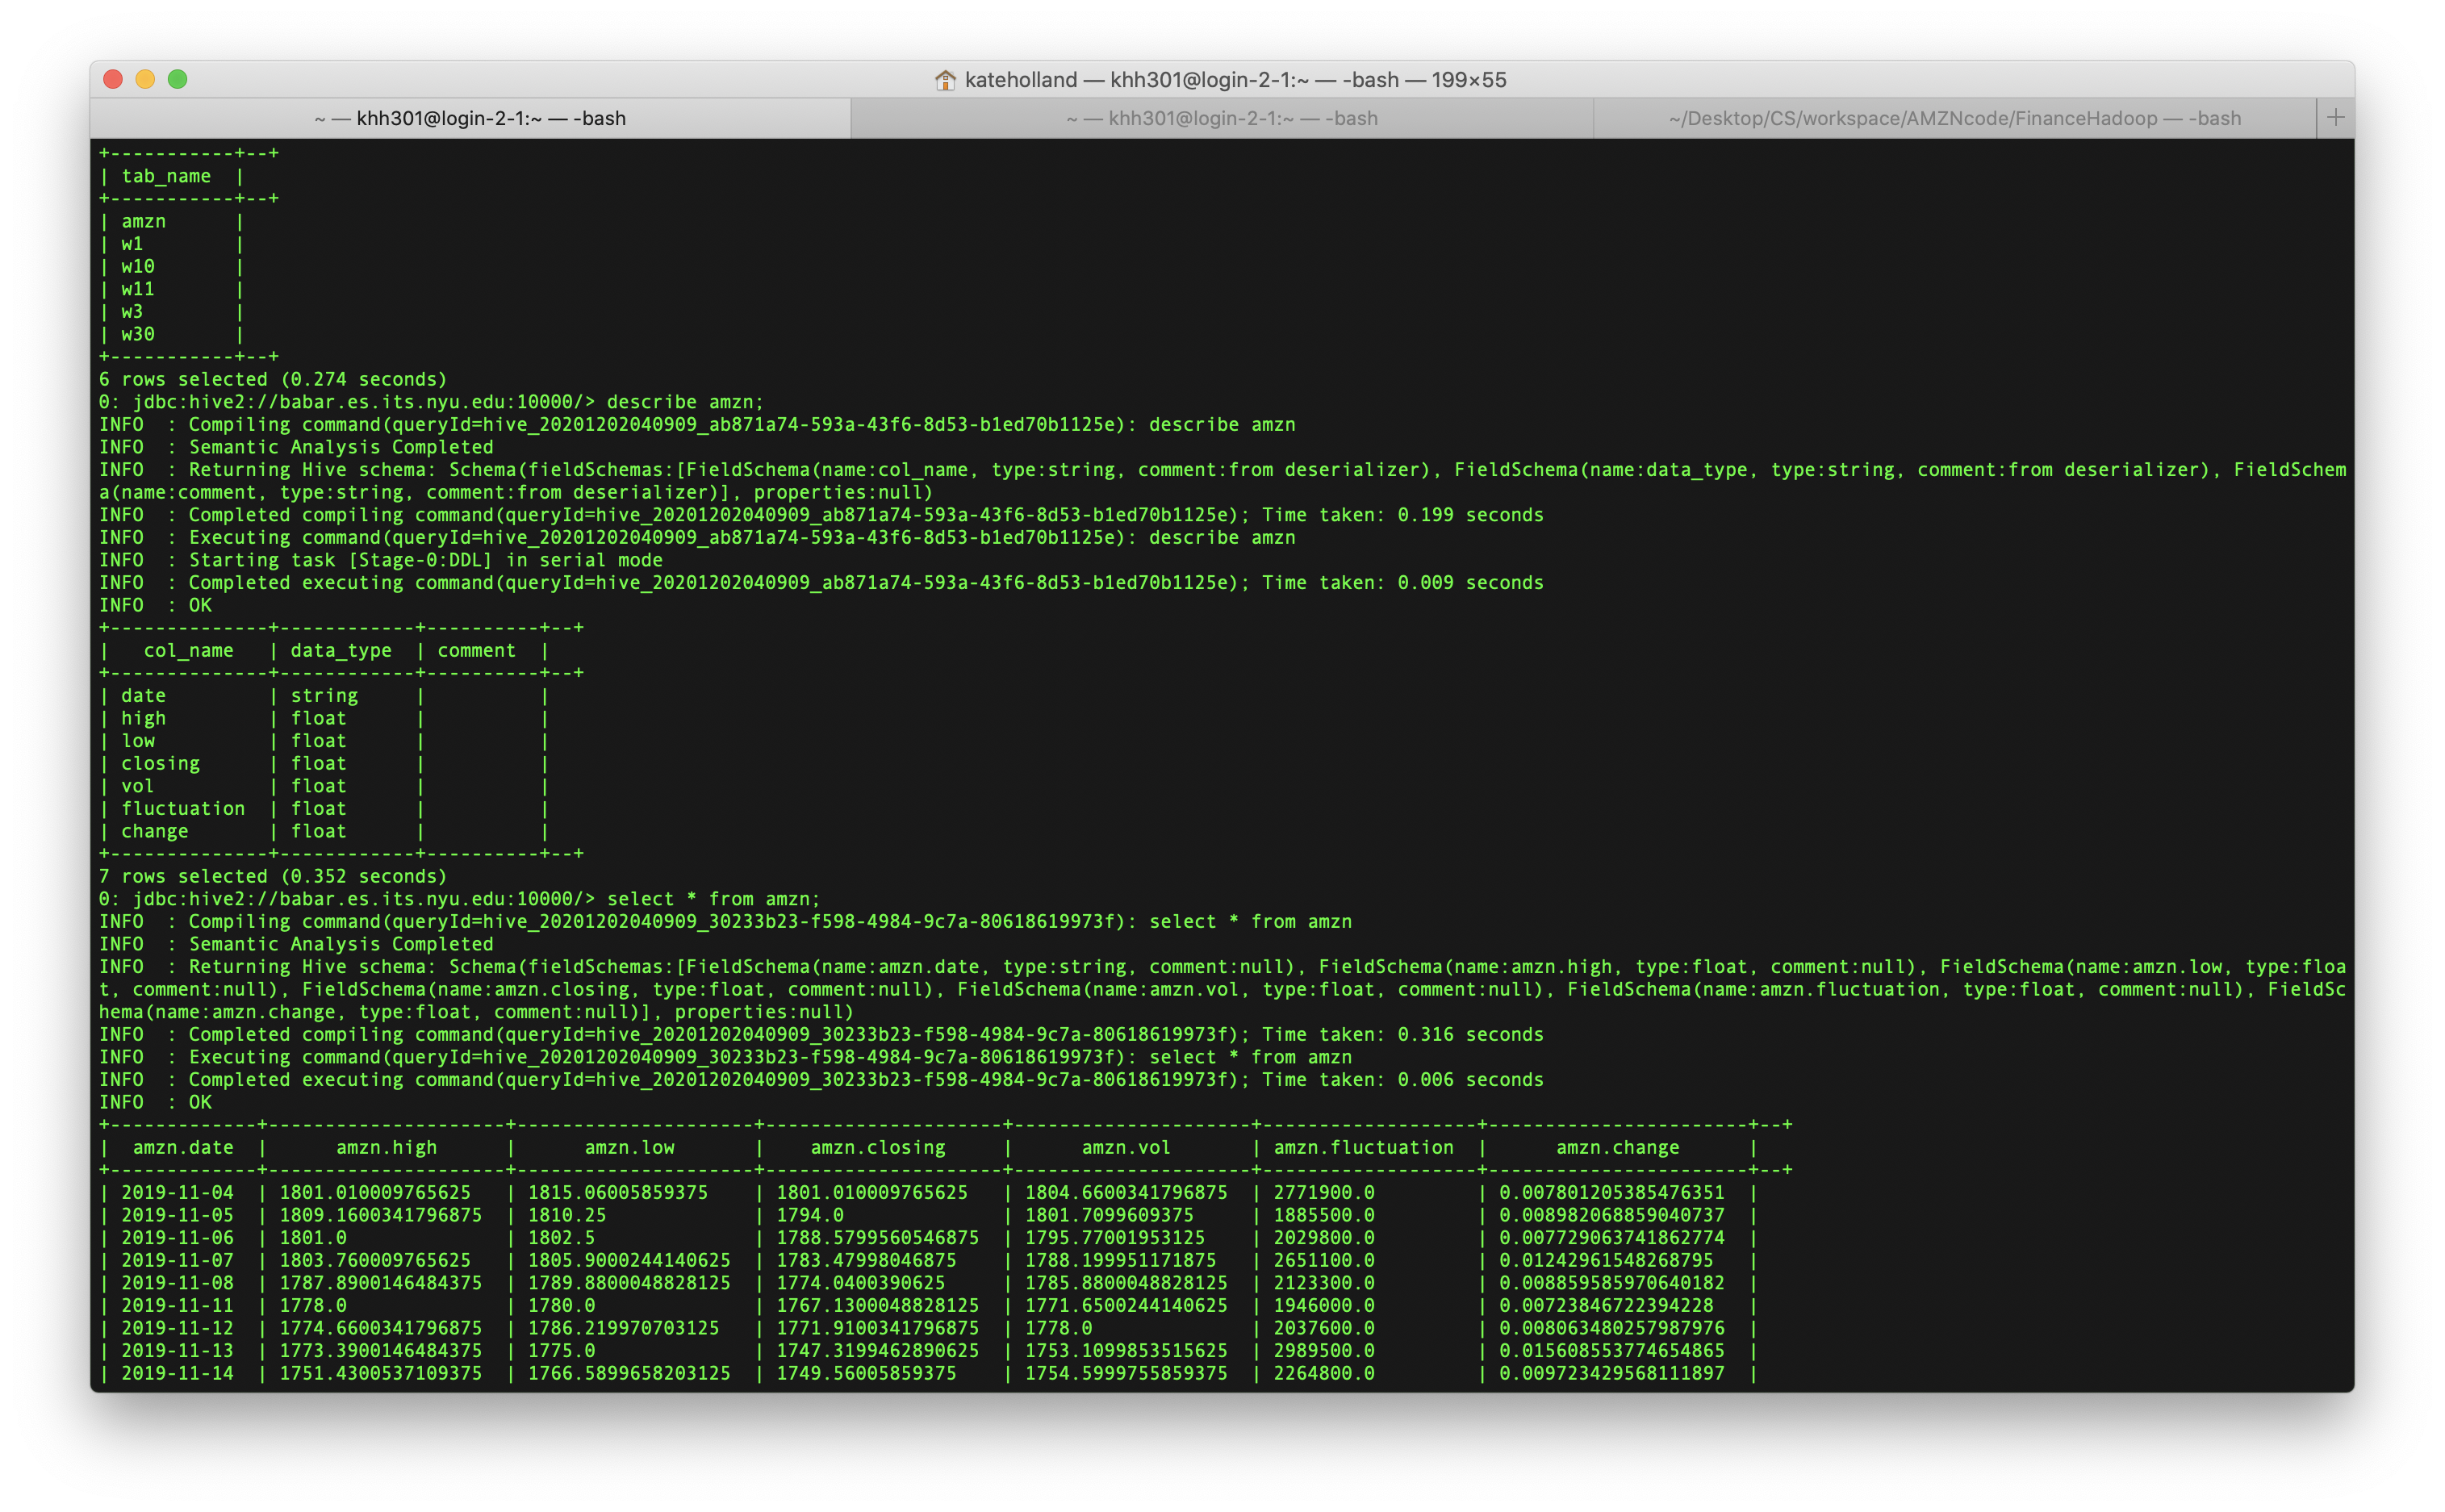 kateholland — khh301@login-2-1:~ — -bash — 199×55
~ — khh301@login-2-1:~ — -bash
~ — khh301@login-2-1:~ — -bash
~/Desktop/CS/workspace/AMZNcode/FinanceHadoop — -bash
+
+-----------+--+
| tab_name  |
+-----------+--+
| amzn      |
| w1        |
| w10       |
| w11       |
| w3        |
| w30       |
+-----------+--+
6 rows selected (0.274 seconds)
0: jdbc:hive2://babar.es.its.nyu.edu:10000/> describe amzn;
INFO  : Compiling command(queryId=hive_20201202040909_ab871a74-593a-43f6-8d53-b1ed70b1125e): describe amzn
INFO  : Semantic Analysis Completed
INFO  : Returning Hive schema: Schema(fieldSchemas:[FieldSchema(name:col_name, type:string, comment:from deserializer), FieldSchema(name:data_type, type:string, comment:from deserializer), FieldSchem
a(name:comment, type:string, comment:from deserializer)], properties:null)
INFO  : Completed compiling command(queryId=hive_20201202040909_ab871a74-593a-43f6-8d53-b1ed70b1125e); Time taken: 0.199 seconds
INFO  : Executing command(queryId=hive_20201202040909_ab871a74-593a-43f6-8d53-b1ed70b1125e): describe amzn
INFO  : Starting task [Stage-0:DDL] in serial mode
INFO  : Completed executing command(queryId=hive_20201202040909_ab871a74-593a-43f6-8d53-b1ed70b1125e); Time taken: 0.009 seconds
INFO  : OK
+--------------+------------+----------+--+
|   col_name   | data_type  | comment  |
+--------------+------------+----------+--+
| date         | string     |          |
| high         | float      |          |
| low          | float      |          |
| closing      | float      |          |
| vol          | float      |          |
| fluctuation  | float      |          |
| change       | float      |          |
+--------------+------------+----------+--+
7 rows selected (0.352 seconds)
0: jdbc:hive2://babar.es.its.nyu.edu:10000/> select * from amzn;
INFO  : Compiling command(queryId=hive_20201202040909_30233b23-f598-4984-9c7a-80618619973f): select * from amzn
INFO  : Semantic Analysis Completed
INFO  : Returning Hive schema: Schema(fieldSchemas:[FieldSchema(name:amzn.date, type:string, comment:null), FieldSchema(name:amzn.high, type:float, comment:null), FieldSchema(name:amzn.low, type:floa
t, comment:null), FieldSchema(name:amzn.closing, type:float, comment:null), FieldSchema(name:amzn.vol, type:float, comment:null), FieldSchema(name:amzn.fluctuation, type:float, comment:null), FieldSc
hema(name:amzn.change, type:float, comment:null)], properties:null)
INFO  : Completed compiling command(queryId=hive_20201202040909_30233b23-f598-4984-9c7a-80618619973f); Time taken: 0.316 seconds
INFO  : Executing command(queryId=hive_20201202040909_30233b23-f598-4984-9c7a-80618619973f): select * from amzn
INFO  : Completed executing command(queryId=hive_20201202040909_30233b23-f598-4984-9c7a-80618619973f); Time taken: 0.006 seconds
INFO  : OK
+-------------+---------------------+---------------------+---------------------+---------------------+-------------------+-----------------------+--+
|  amzn.date  |      amzn.high      |      amzn.low       |    amzn.closing     |      amzn.vol       | amzn.fluctuation  |      amzn.change      |
+-------------+---------------------+---------------------+---------------------+---------------------+-------------------+-----------------------+--+
| 2019-11-04  | 1801.010009765625   | 1815.06005859375    | 1801.010009765625   | 1804.6600341796875  | 2771900.0         | 0.007801205385476351  |
| 2019-11-05  | 1809.1600341796875  | 1810.25             | 1794.0              | 1801.7099609375     | 1885500.0         | 0.008982068859040737  |
| 2019-11-06  | 1801.0              | 1802.5              | 1788.5799560546875  | 1795.77001953125    | 2029800.0         | 0.007729063741862774  |
| 2019-11-07  | 1803.760009765625   | 1805.9000244140625  | 1783.47998046875    | 1788.199951171875   | 2651100.0         | 0.01242961548268795   |
| 2019-11-08  | 1787.8900146484375  | 1789.8800048828125  | 1774.0400390625     | 1785.8800048828125  | 2123300.0         | 0.008859585970640182  |
| 2019-11-11  | 1778.0              | 1780.0              | 1767.1300048828125  | 1771.6500244140625  | 1946000.0         | 0.00723846722394228   |
| 2019-11-12  | 1774.6600341796875  | 1786.219970703125   | 1771.9100341796875  | 1778.0              | 2037600.0         | 0.008063480257987976  |
| 2019-11-13  | 1773.3900146484375  | 1775.0              | 1747.3199462890625  | 1753.1099853515625  | 2989500.0         | 0.015608553774654865  |
| 2019-11-14  | 1751.4300537109375  | 1766.5899658203125  | 1749.56005859375    | 1754.5999755859375  | 2264800.0         | 0.009723429568111897  |